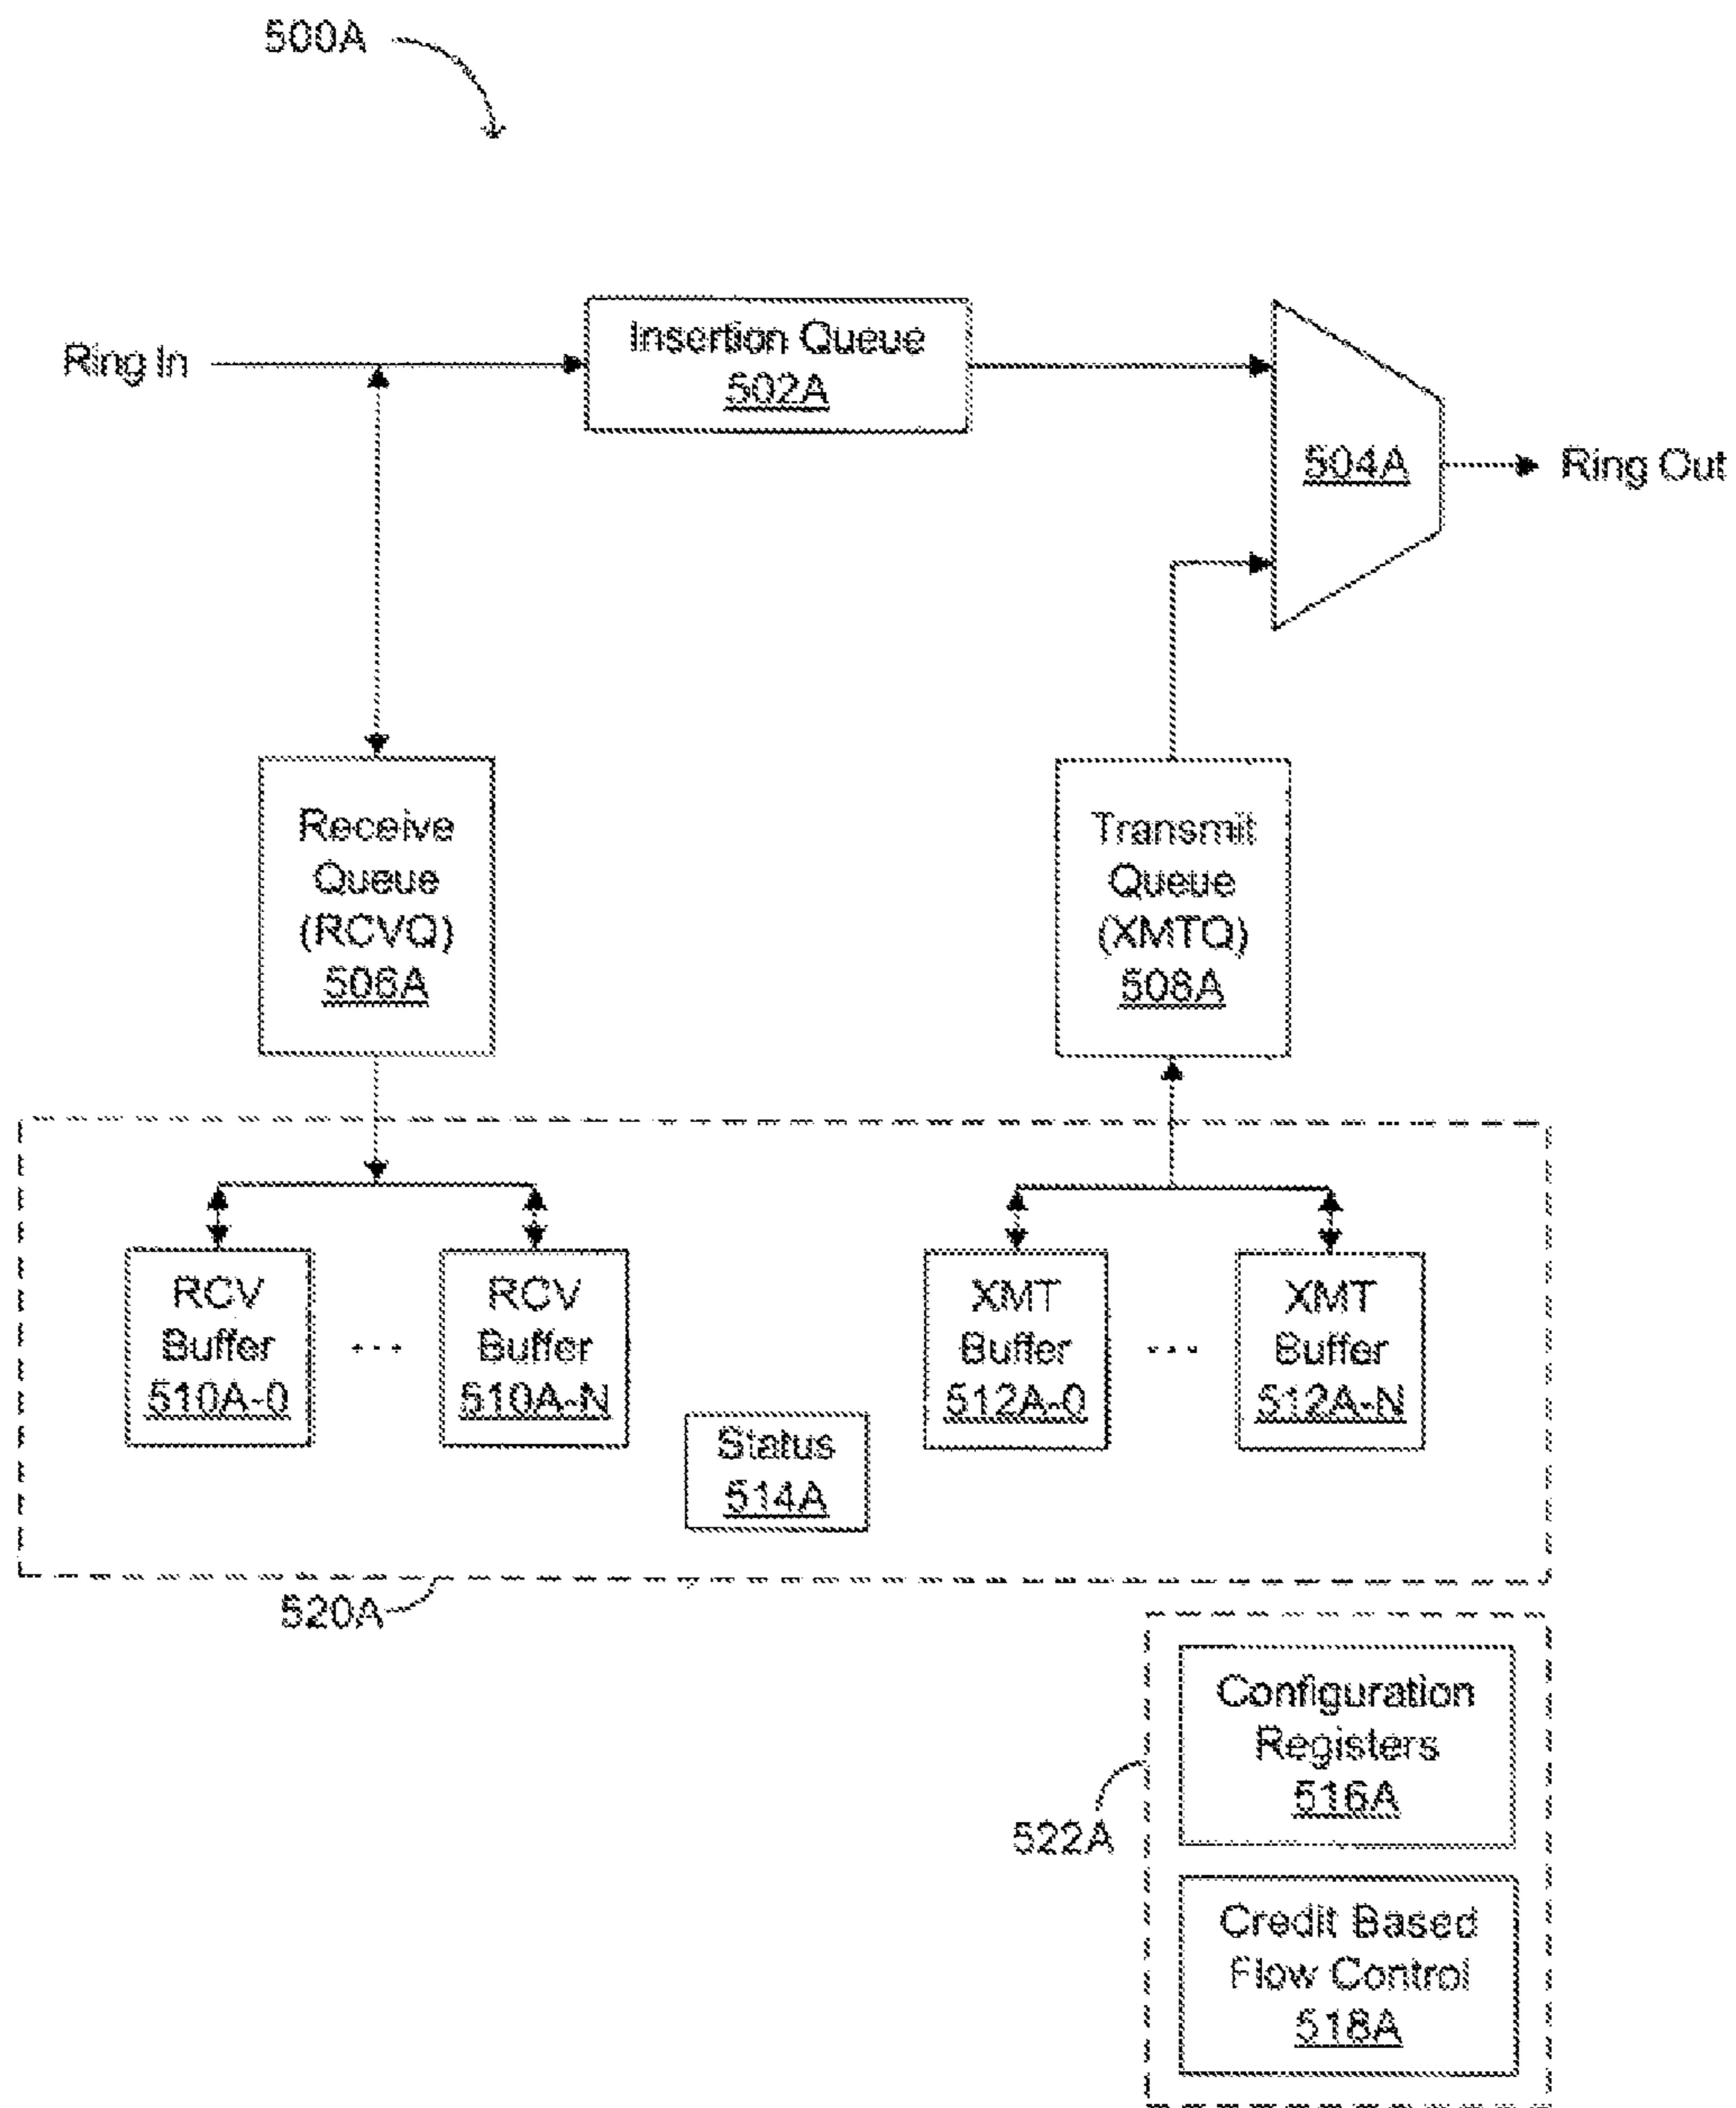 500A
Ring In
Insertion Queue
502A
504A
Ring Out
Receive
Queue
(RCVQ)
506A
Transmit
Queue
(XMTQ)
508A
RCV
Buffer
510A-0
...
RCV
Buffer
510A-N
Status
514A
XMT
Buffer
512A-0
...
XMT
Buffer
512A-N
520A
Configuration
Registers
516A
522A
Credit Based
Flow Control
518A